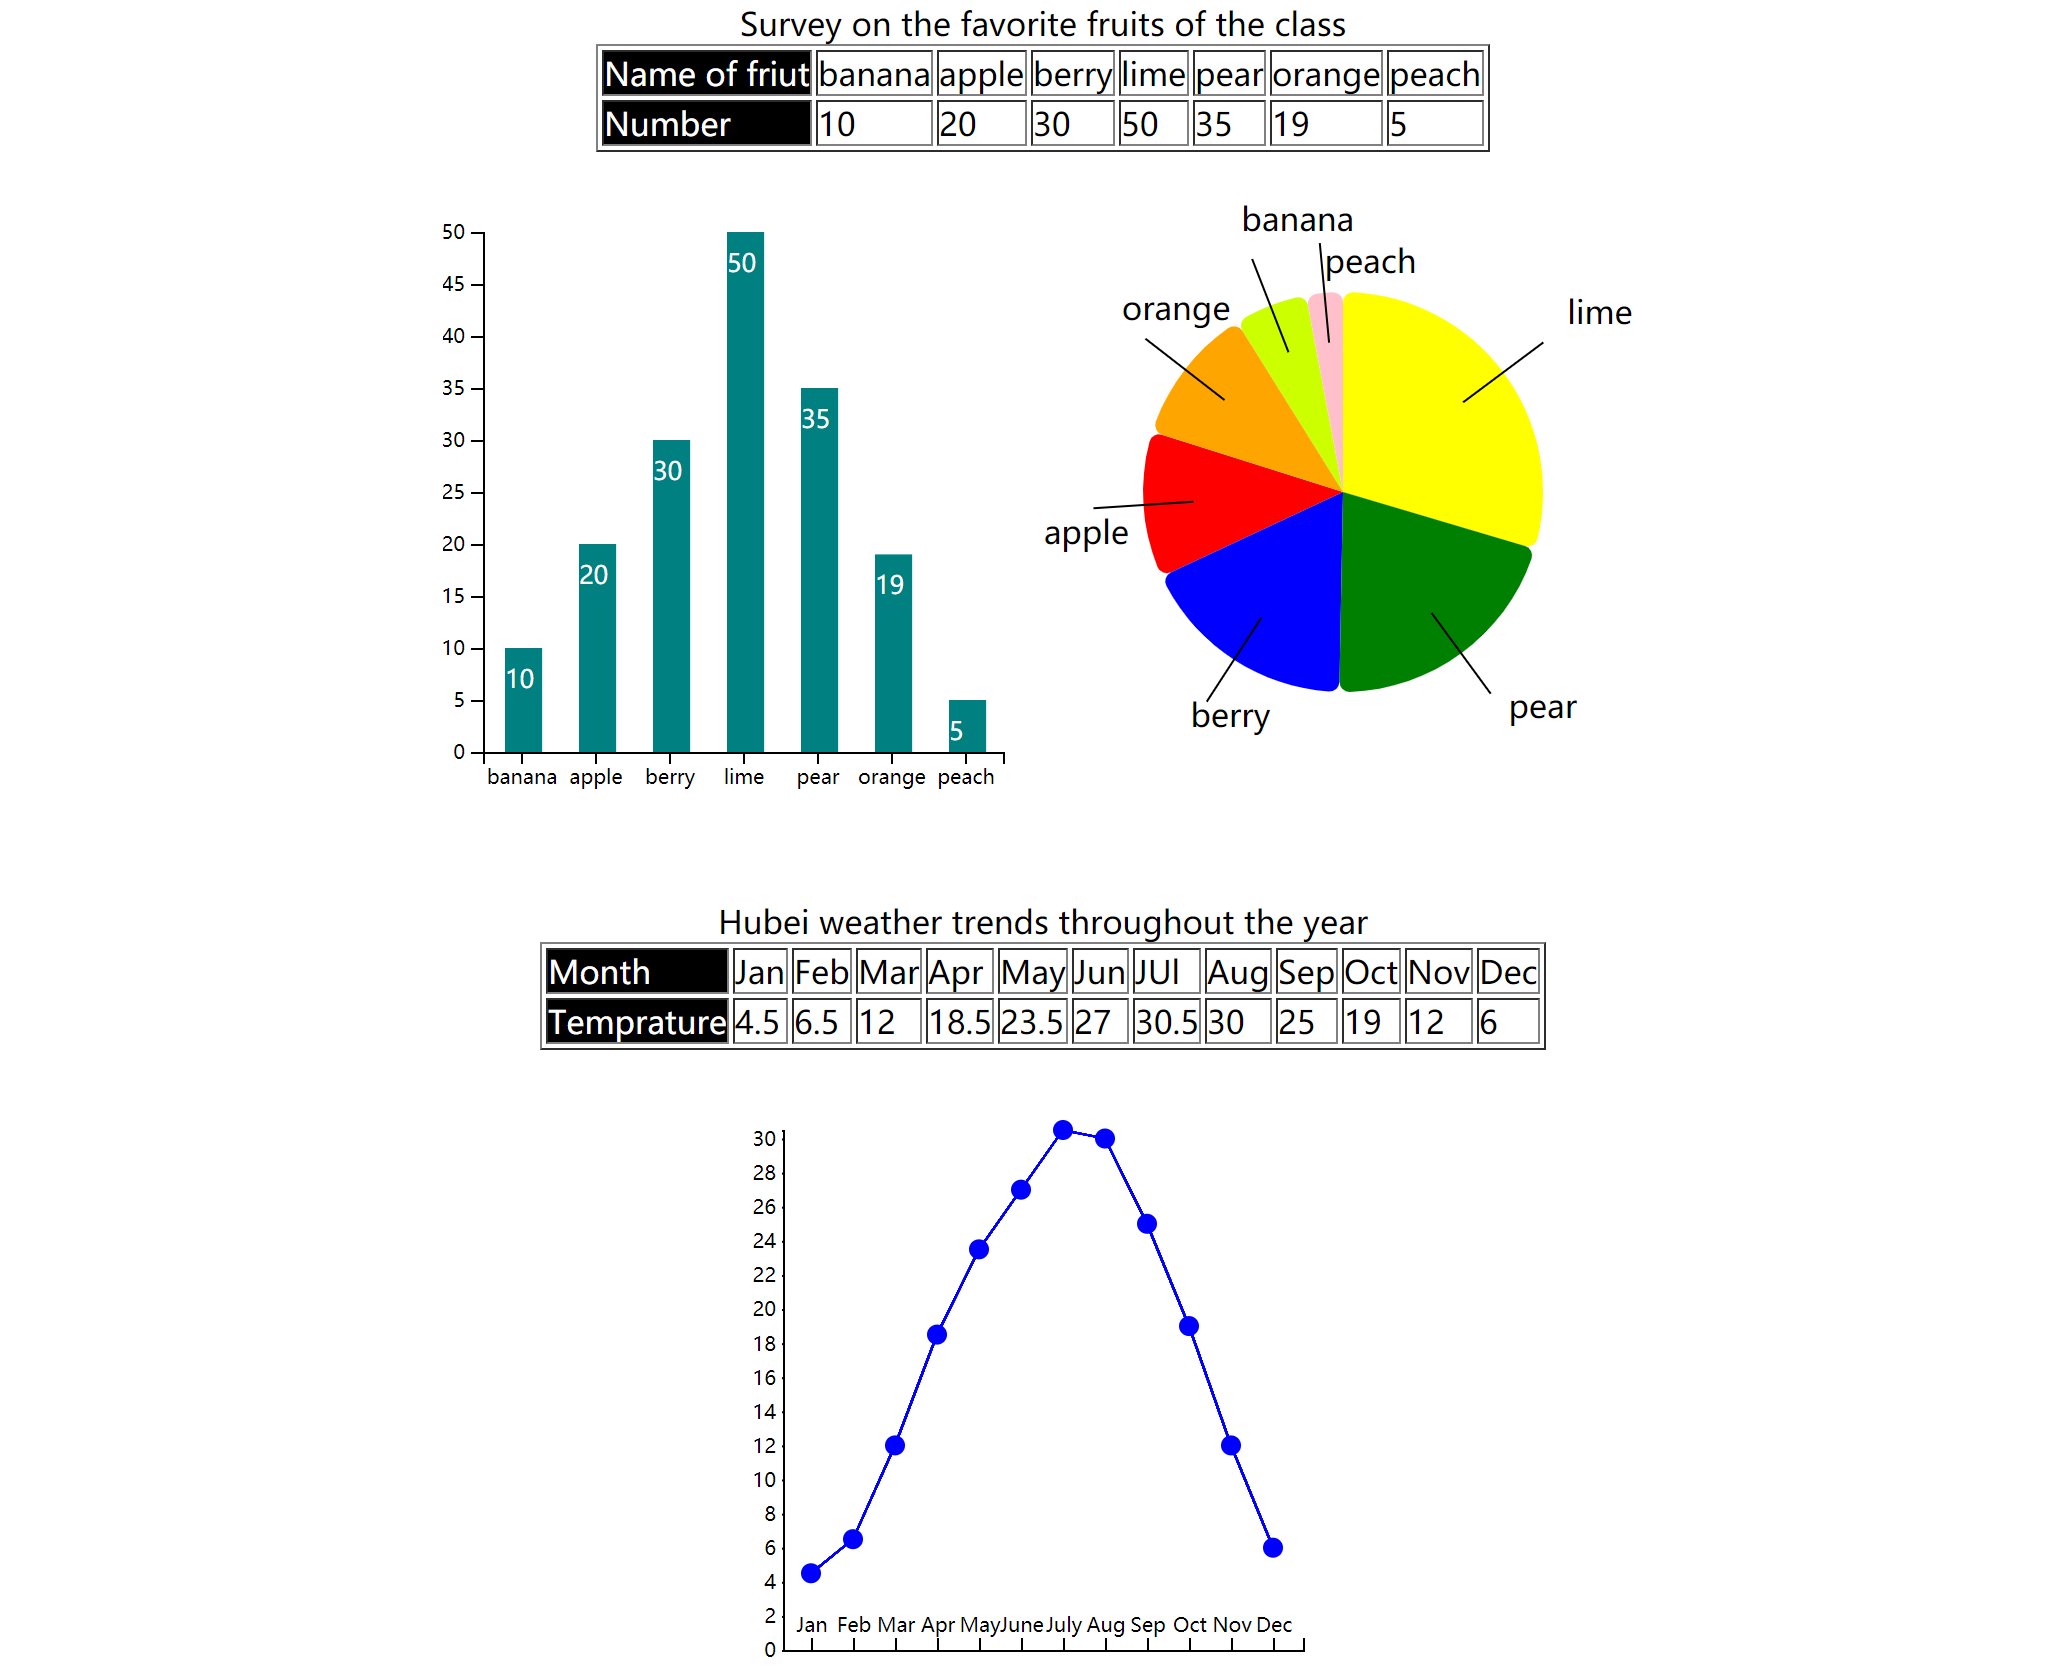 Survey on the favorite fruits of the class
Name of friut banana apple berry lime pear orange peach
Number 10 20 30 50 35 19 5
50
45
40
35
30
25
20
15
10
5
0
10
20
30
50
35
19
5
banana apple berry lime pear orange peach
banana
peach
orange
lime
apple
berry
pear
Hubei weather trends throughout the year
Month Jan Feb Mar Apr May Jun JUl Aug Sep Oct Nov Dec
Temprature 4.5 6.5 12 18.5 23.5 27 30.5 30 25 19 12 6
30
28
26
24
22
20
18
16
14
12
10
8
6
4
2
0
Jan Feb Mar Apr May June July Aug Sep Oct Nov Dec